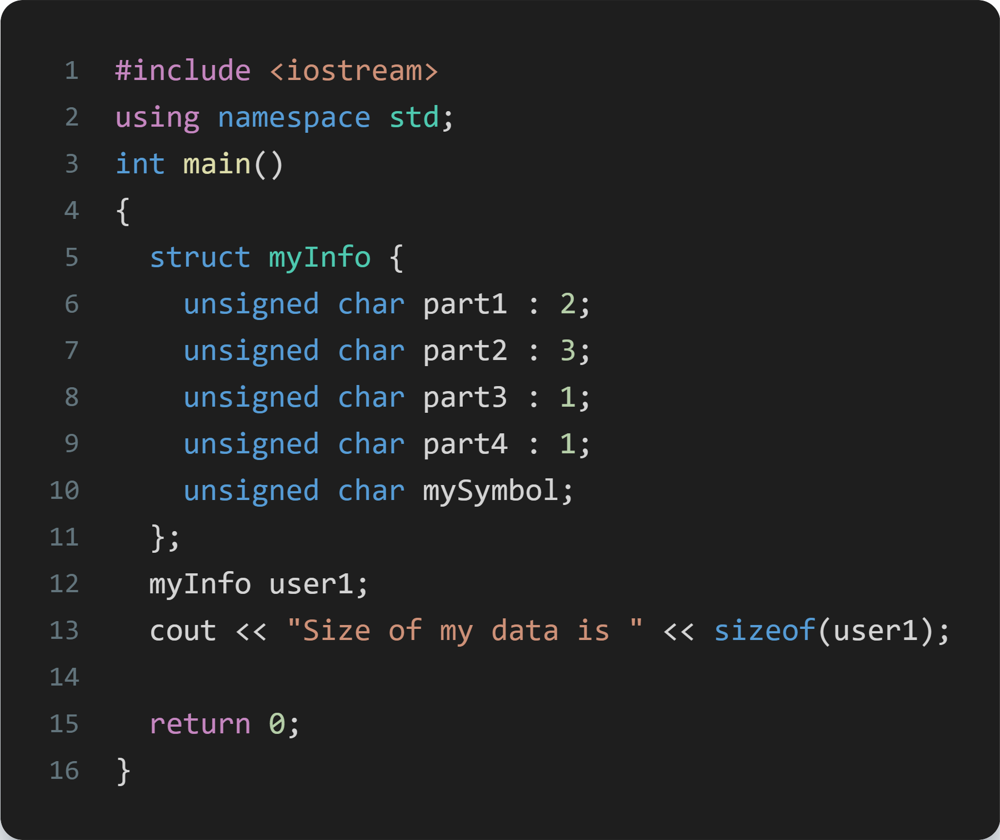 1 #include <iostream>
2 using namespace std;
3 int main()
4 {
5   struct myInfo {
6     unsigned char part1 : 2;
7     unsigned char part2 : 3;
8     unsigned char part3 : 1;
9     unsigned char part4 : 1;
10     unsigned char mySymbol;
11   };
12   myInfo user1;
13   cout << "Size of my data is " << sizeof(user1);
14
15   return 0;
16 }